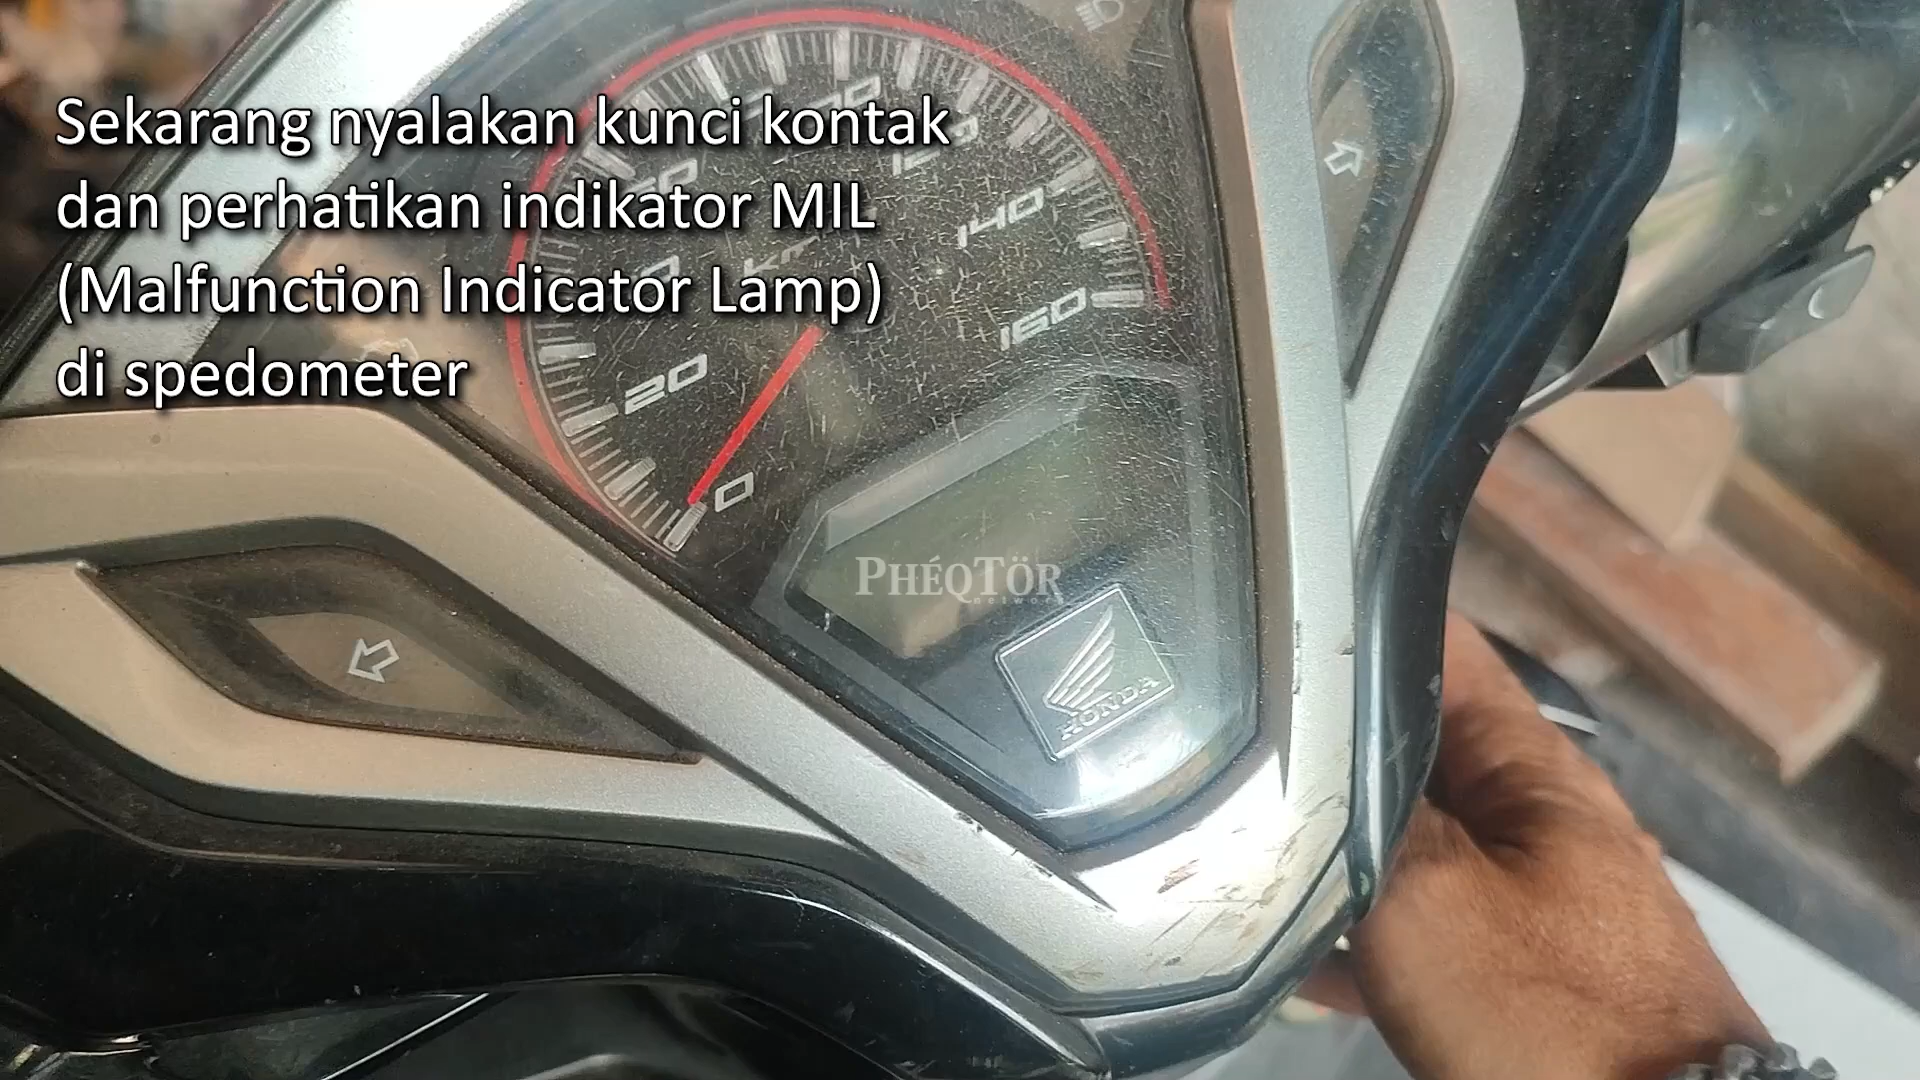 Sekarang nyalakan kunci kontak
dan perhatikan indikator MIL
(Malfunction Indicator Lamp)
di spedometer
140
160
20
0
PHÉQTÖR
network
HONDA